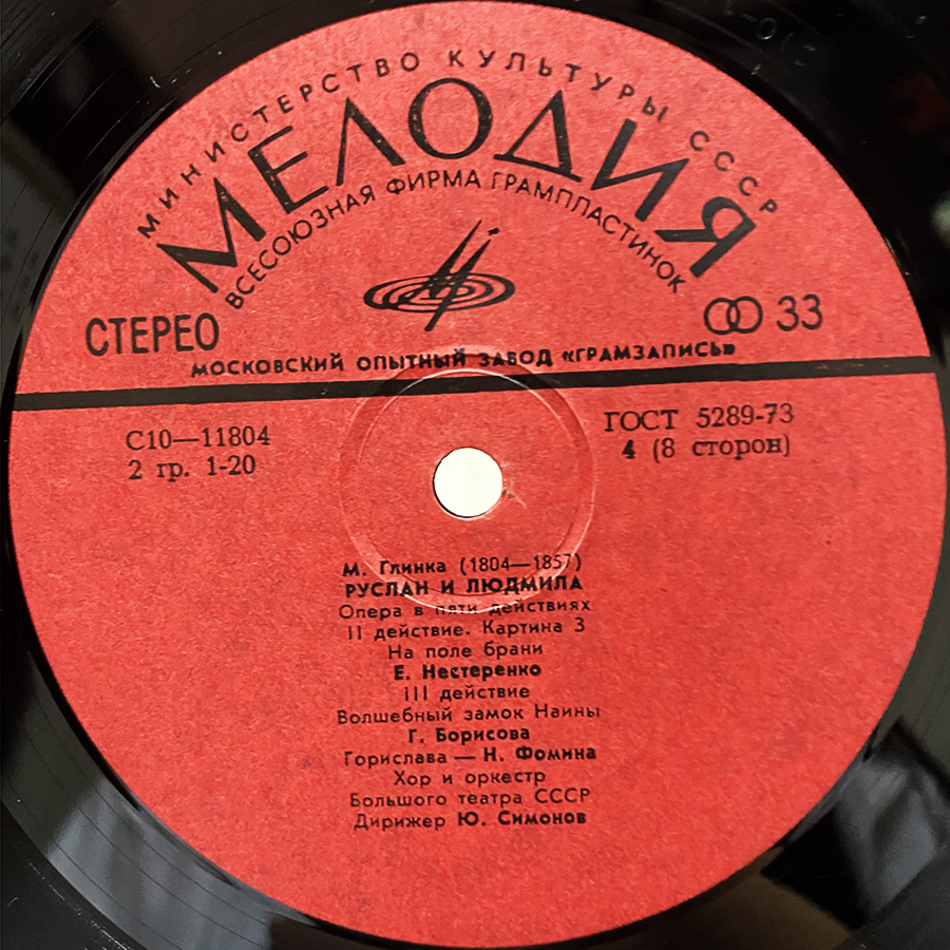 МИНИСТЕРСТВО КУЛЬТУРЫ СССР
МЕЛОДИЯ
ВСЕСОЮЗНАЯ ФИРМА ГРАМПЛАСТИНОК
СТЕРЕО
33
МОСКОВСКИЙ ОПЫТНЫЙ ЗАВОД «ГРАМЗАПИСЬ»
С10—11804
2 гр. 1-20
ГОСТ 5289-73
4 (8 сторон)
М. Глинка (1804—1857)
РУСЛАН И ЛЮДМИЛА
Опера в пяти действиях
II действие. Картина 3
На поле брани
Е. Нестеренко
III действие
Волшебный замок Наины
Г. Борисова
Горислава — Н. Фомина
Хор и оркестр
Большого театра СССР
Дирижер Ю. Симонов